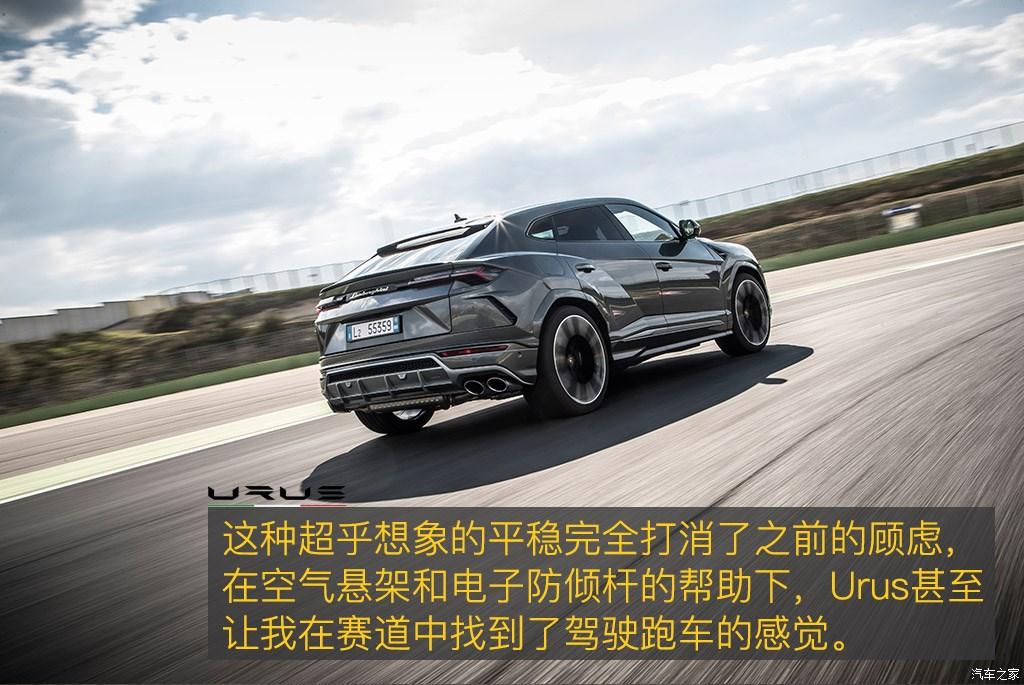 Lamborghini
LZ 55359
URUS
这种超乎想象的平稳完全打消了之前的顾虑，
在空气悬架和电子防倾杆的帮助下，Urus甚至
让我在赛道中找到了驾驶跑车的感觉。
汽车之家